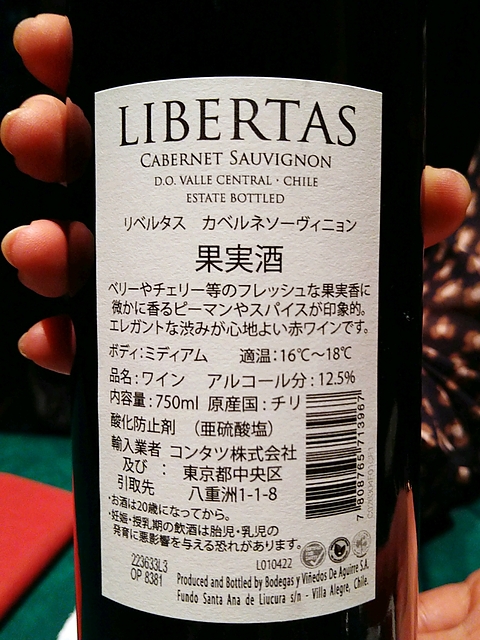 LIBERTAS
CABERNET SAUVIGNON
D.O. VALLE CENTRAL · CHILE
ESTATE BOTTLED
リベルタス カベルネソーヴィニョン
果実酒
ベリーやチェリー等のフレッシュな果実香に
微かに香るピーマンやスパイスが印象的。
エレガントな渋みが心地よい赤ワインです。
ボディ:ミディアム 適温:16℃〜18℃
品名:ワイン アルコール分:12.5%
内容量:750ml 原産国:チリ
酸化防止剤 (亜硫酸塩)
輸入業者 コンタツ株式会社
及び : 東京都中央区
引取先 八重洲1-1-8
・お酒は20歳になってから。
・妊娠・授乳期の飲酒は胎児・乳児の
発育に悪影響を与える恐れがあります。
7 808765 713967
223633L3
OP 8381
L010422
Produced and Bottled by Bodegas y Viñedos De Aguirre S.A.
Fundo Santa Ana de Liucura s/n - Villa Alegre, Chile.